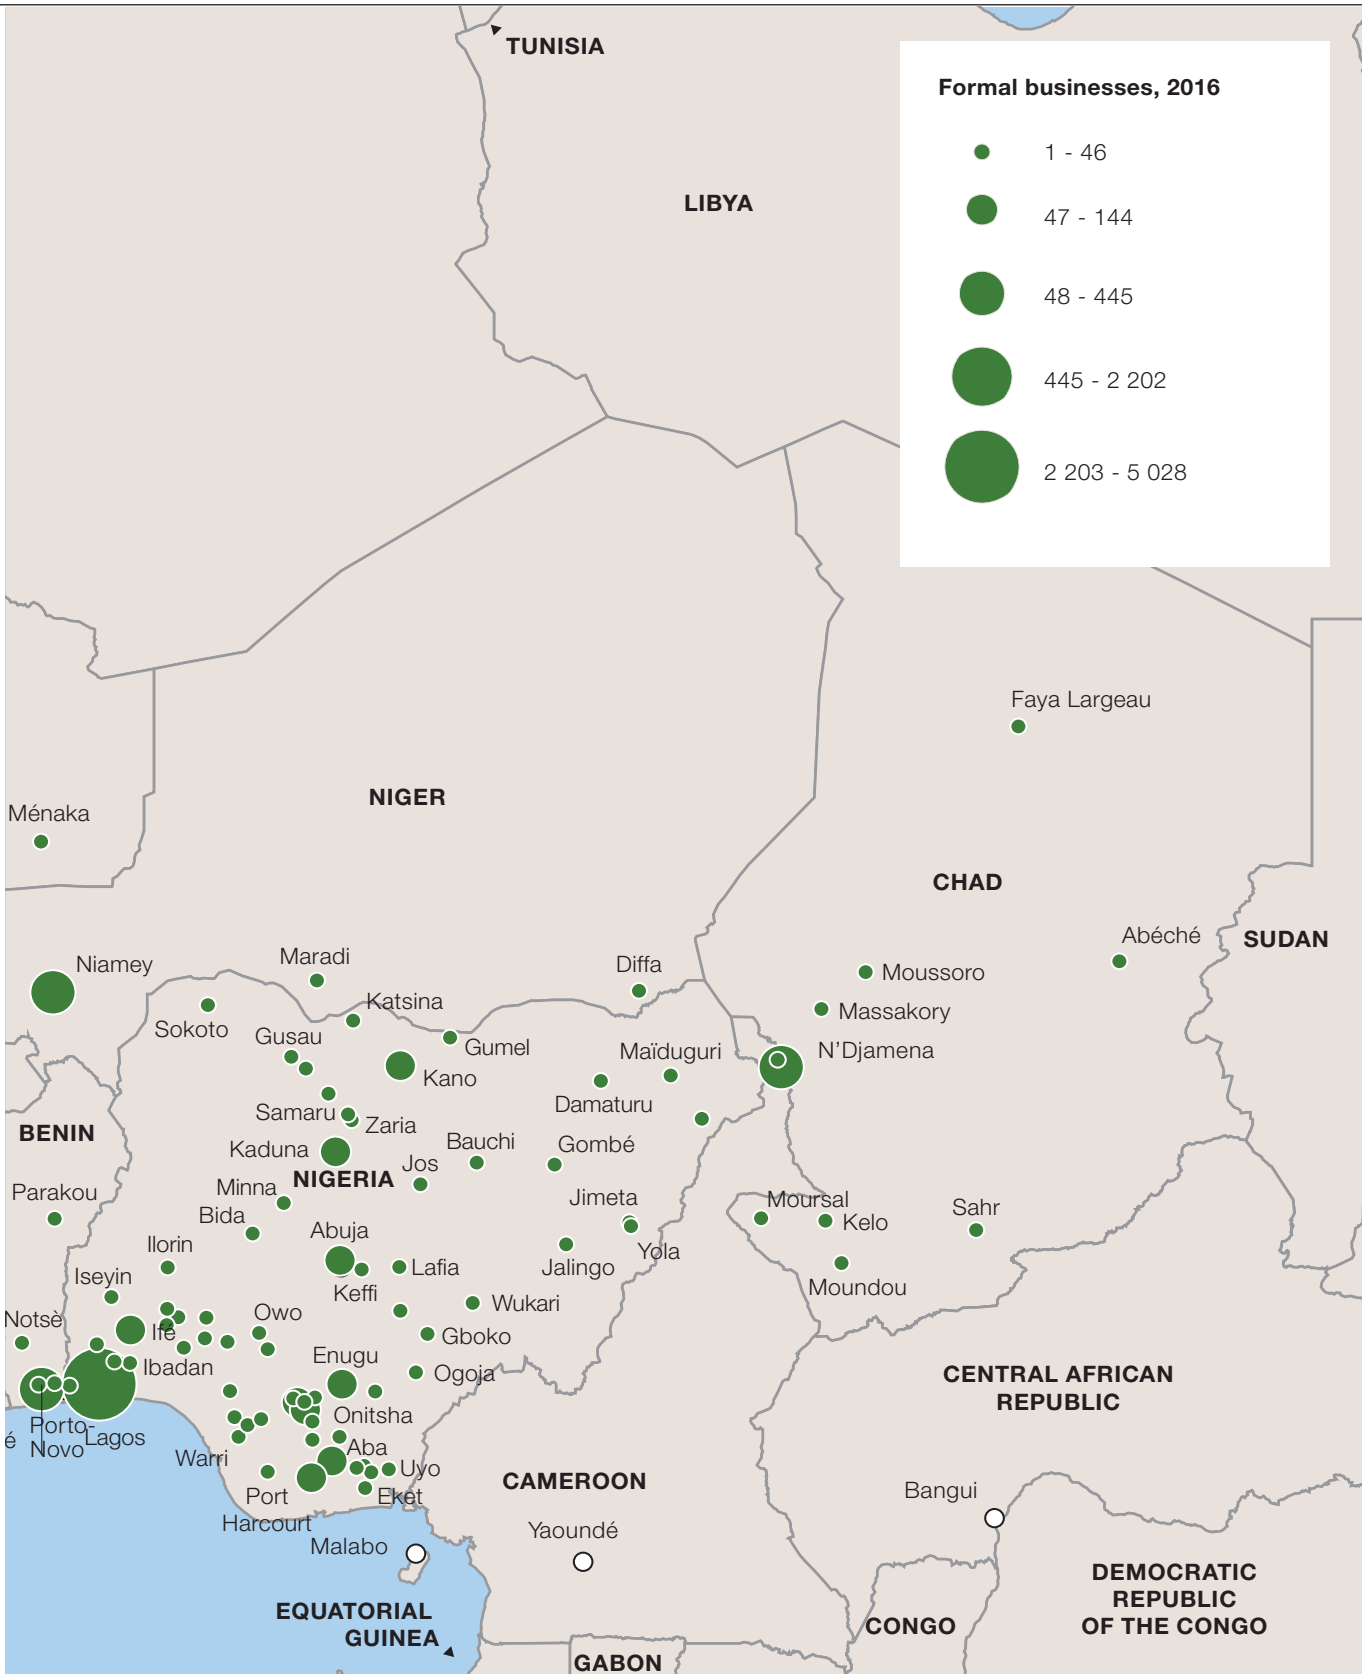 TUNISIA
Formal businesses, 2016
1 - 46
47 - 144
48 - 445
445 - 2 202
2 203 - 5 028
LIBYA
Faya Largeau
NIGER
Ménaka
CHAD
Abéché
SUDAN
Niamey
Maradi
Diffa
Moussoro
Katsina
Massakory
Sokoto
Gusau
Gumel
Maïduguri
N'Djamena
Kano
Damaturu
Samaru
Zaria
BENIN
Kaduna
Bauchi
Gombé
Jos
NIGERIA
Minna
Parakou
Jimeta
Moursal
Sahr
Bida
Abuja
Kelo
Ilorin
Yola
Iseyin
Lafia
Jalingo
Keffi
Moundou
Wukari
Notsè
Owo
Ifé
Gboko
Enugu
Ibadan
Ogoja
CENTRAL AFRICAN
REPUBLIC
Onitsha
Porto-
Novo
Lagos
é
Aba
Warri
Uyo
CAMEROON
Port
Harcourt
Eket
Bangui
Yaoundé
Malabo
DEMOCRATIC
REPUBLIC
OF THE CONGO
EQUATORIAL
GUINEA
CONGO
GABON